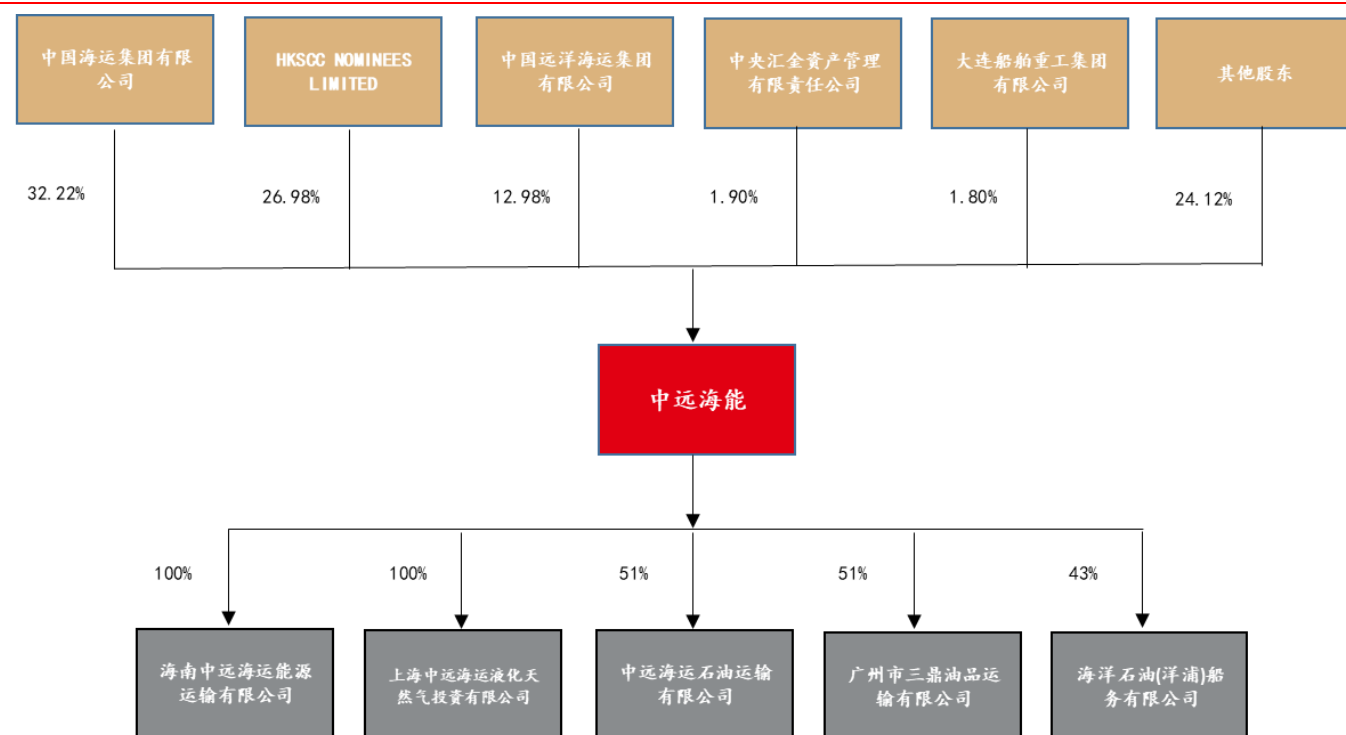 中国海运集团有限
公司
HKSCC NOMINEES
LIMITED
中国远洋海运集团
有限公司
中央汇金资产管理
有限责任公司
大连船舶重工集团
有限公司
其他股东
32.22%
26.98%
12.98%
1.90%
1.80%
24.12%
中远海能
100%
100%
51%
51%
43%
海南中远海运能源
运输有限公司
上海中远海运液化天
然气投资有限公司
中远海运石油运输
有限公司
广州市三鼎油品运
输有限公司
海洋石油(洋浦)船
务有限公司